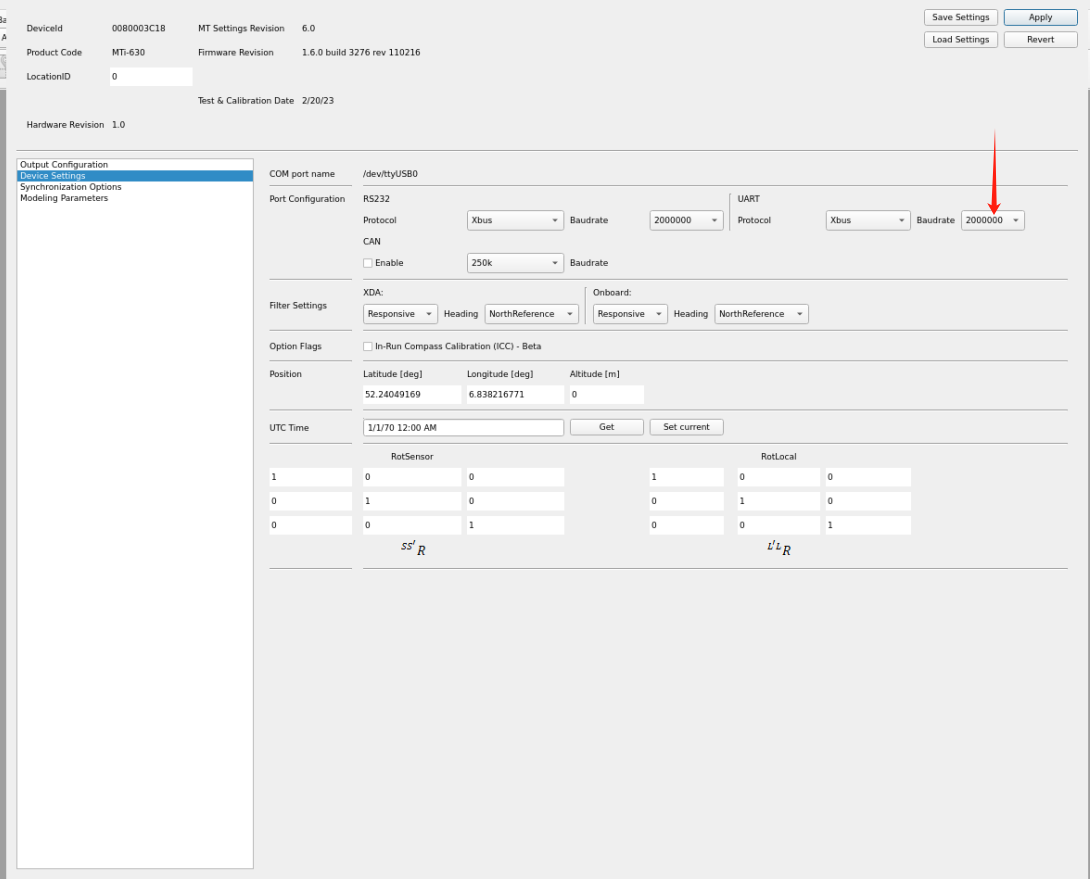 DeviceId 0080003C18 MT Settings Revision 6.0 Save Settings Apply
Product Code MTi-630 Firmware Revision 1.6.0 build 3276 rev 110216 Load Settings Revert
LocationID 0
Test & Calibration Date 2/20/23
Hardware Revision 1.0
Output Configuration
Device Settings
Synchronization Options
Modeling Parameters
COM port name /dev/ttyUSB0
Port Configuration RS232 UART
Protocol Xbus Baudrate 2000000 Protocol Xbus Baudrate 2000000
CAN
Enable 250k Baudrate
XDA: Onboard:
Filter Settings Responsive Heading NorthReference Responsive Heading NorthReference
Option Flags In-Run Compass Calibration (ICC) - Beta
Position Latitude [deg] Longitude [deg] Altitude [m]
52.24049169 6.838216771 0
UTC Time 1/1/70 12:00 AM Get Set current
RotSensor RotLocal
1 0 0 1 0 0
0 1 0 0 1 0
0 0 1 0 0 1
SS' R L'L R